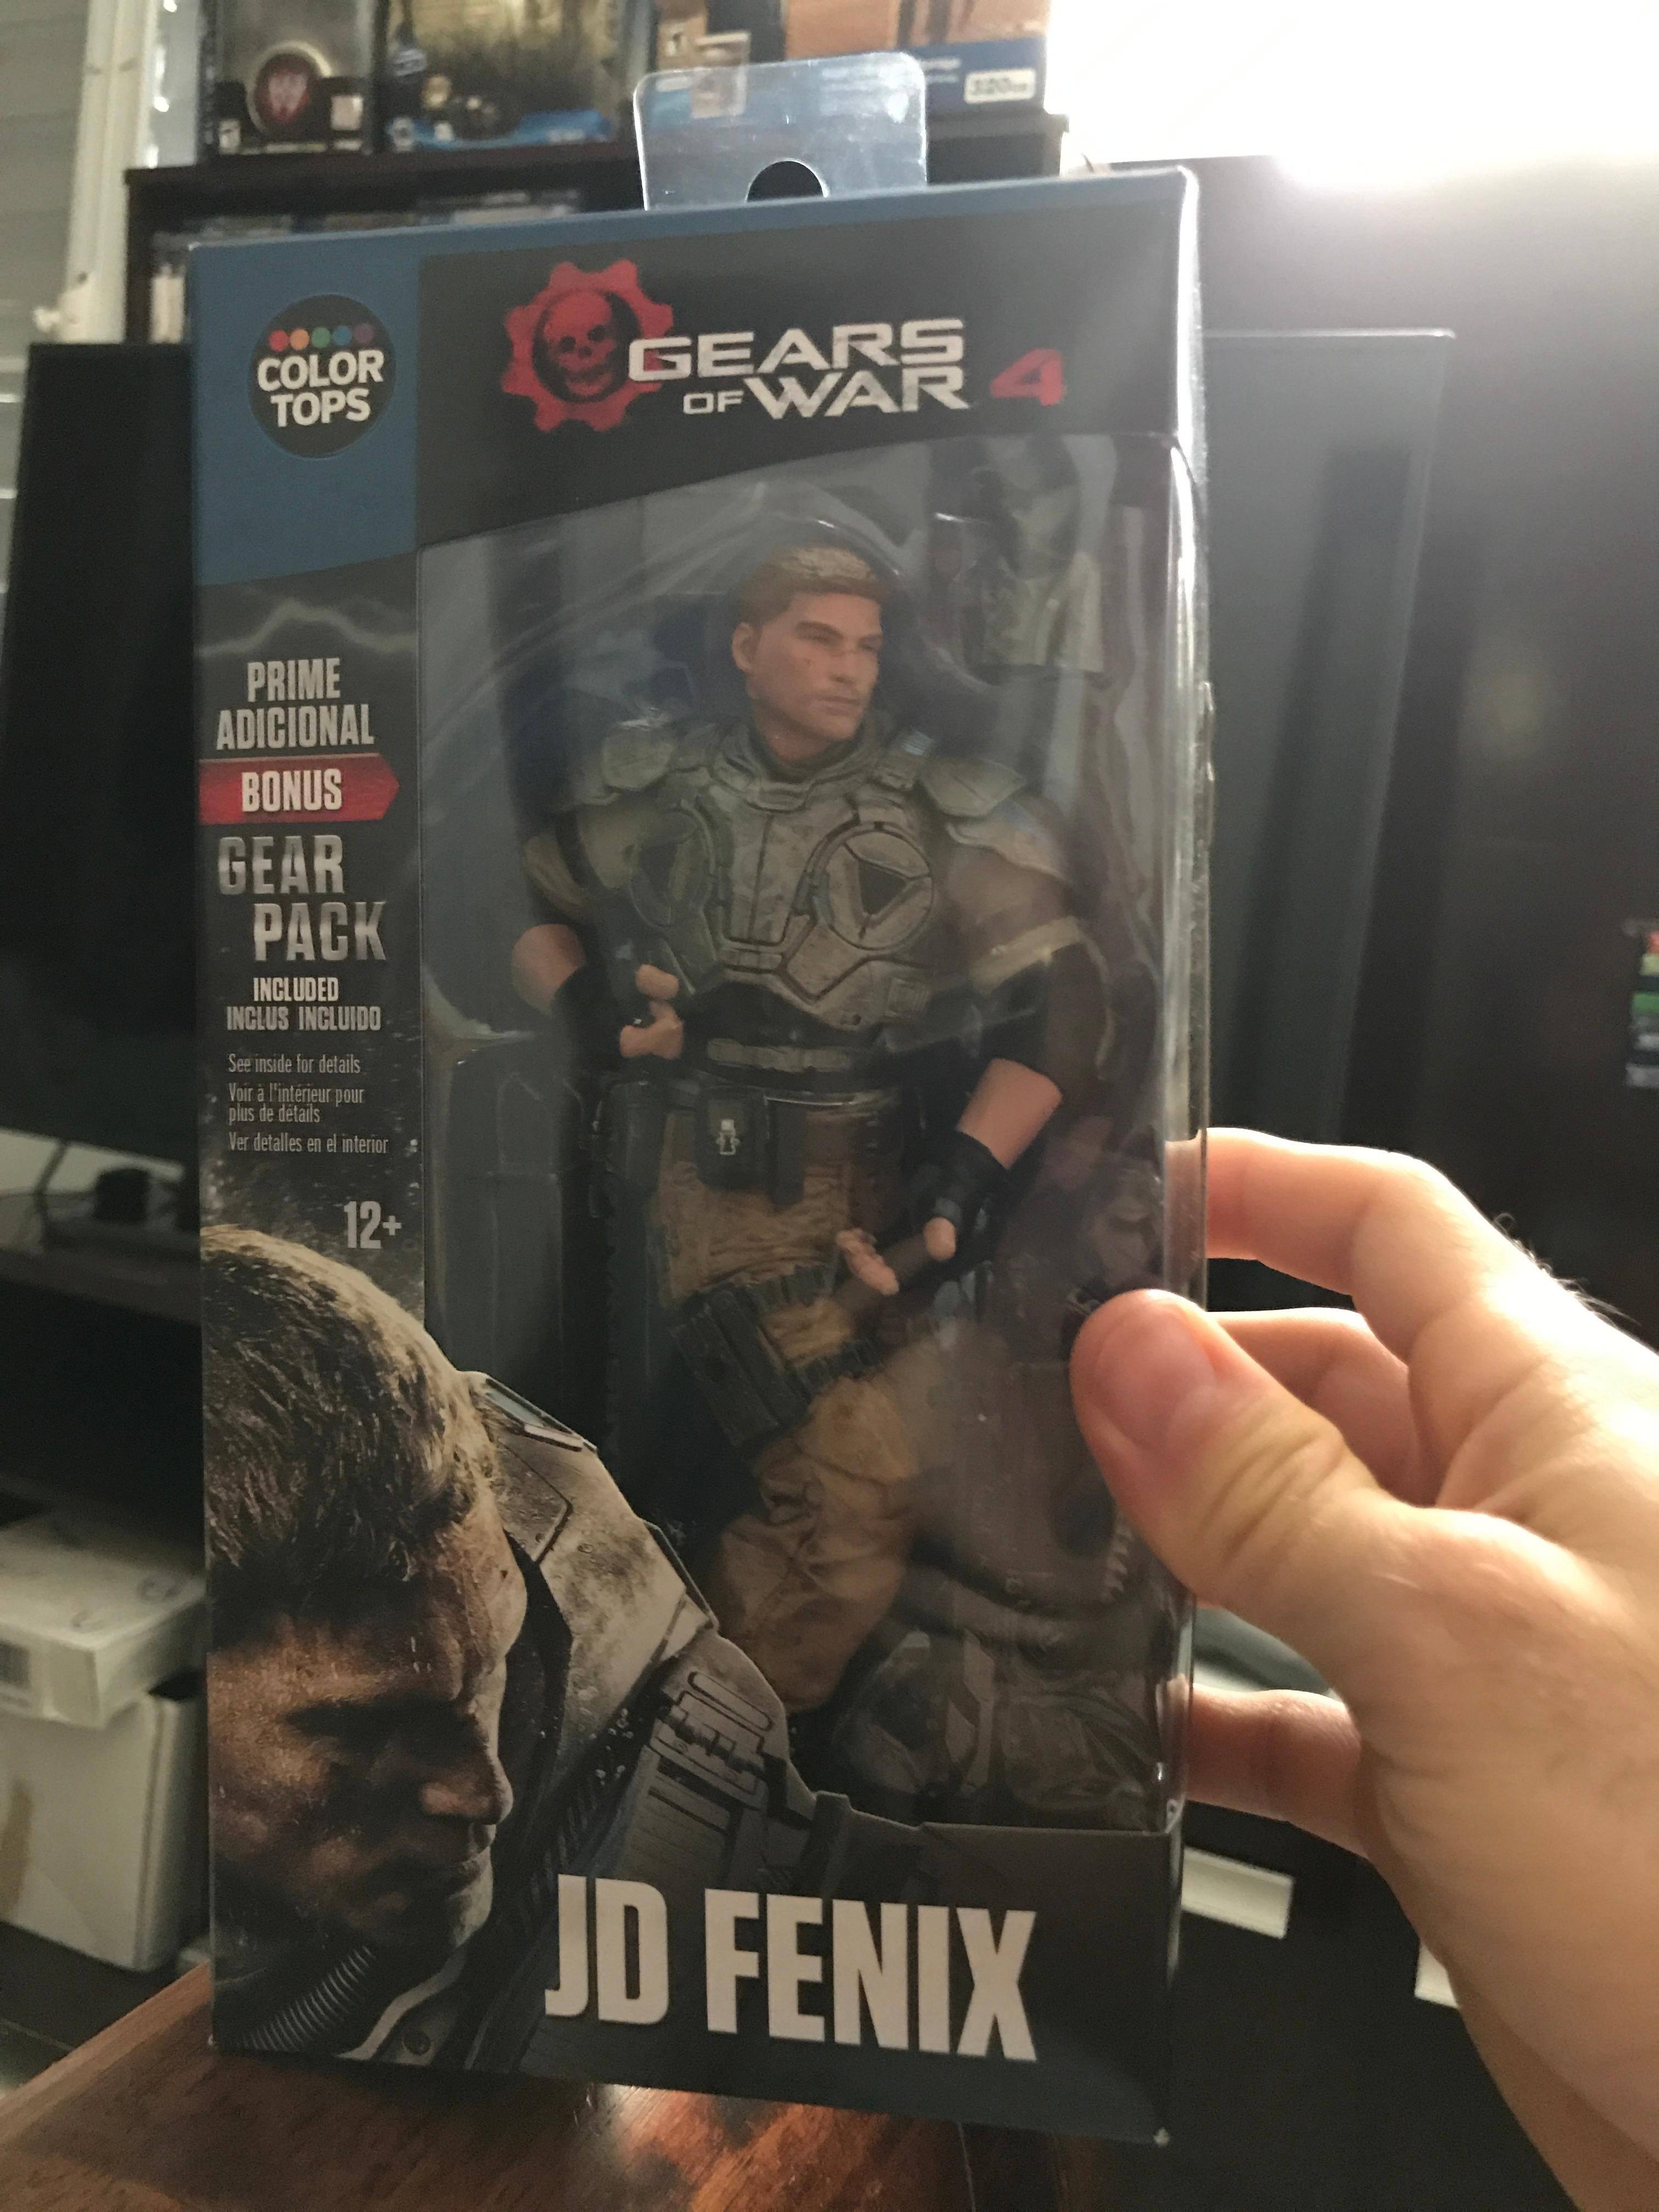 320GB
COLOR
TOPS
GEARS
OF WAR 4
PRIME
ADICIONAL
BONUS
GEAR
PACK
INCLUDED
INCLUS INCLUIDO
See inside for details
Voir à l'intérieur pour
plus de détails
Ver detalles en el interior
12+
JD FENIX